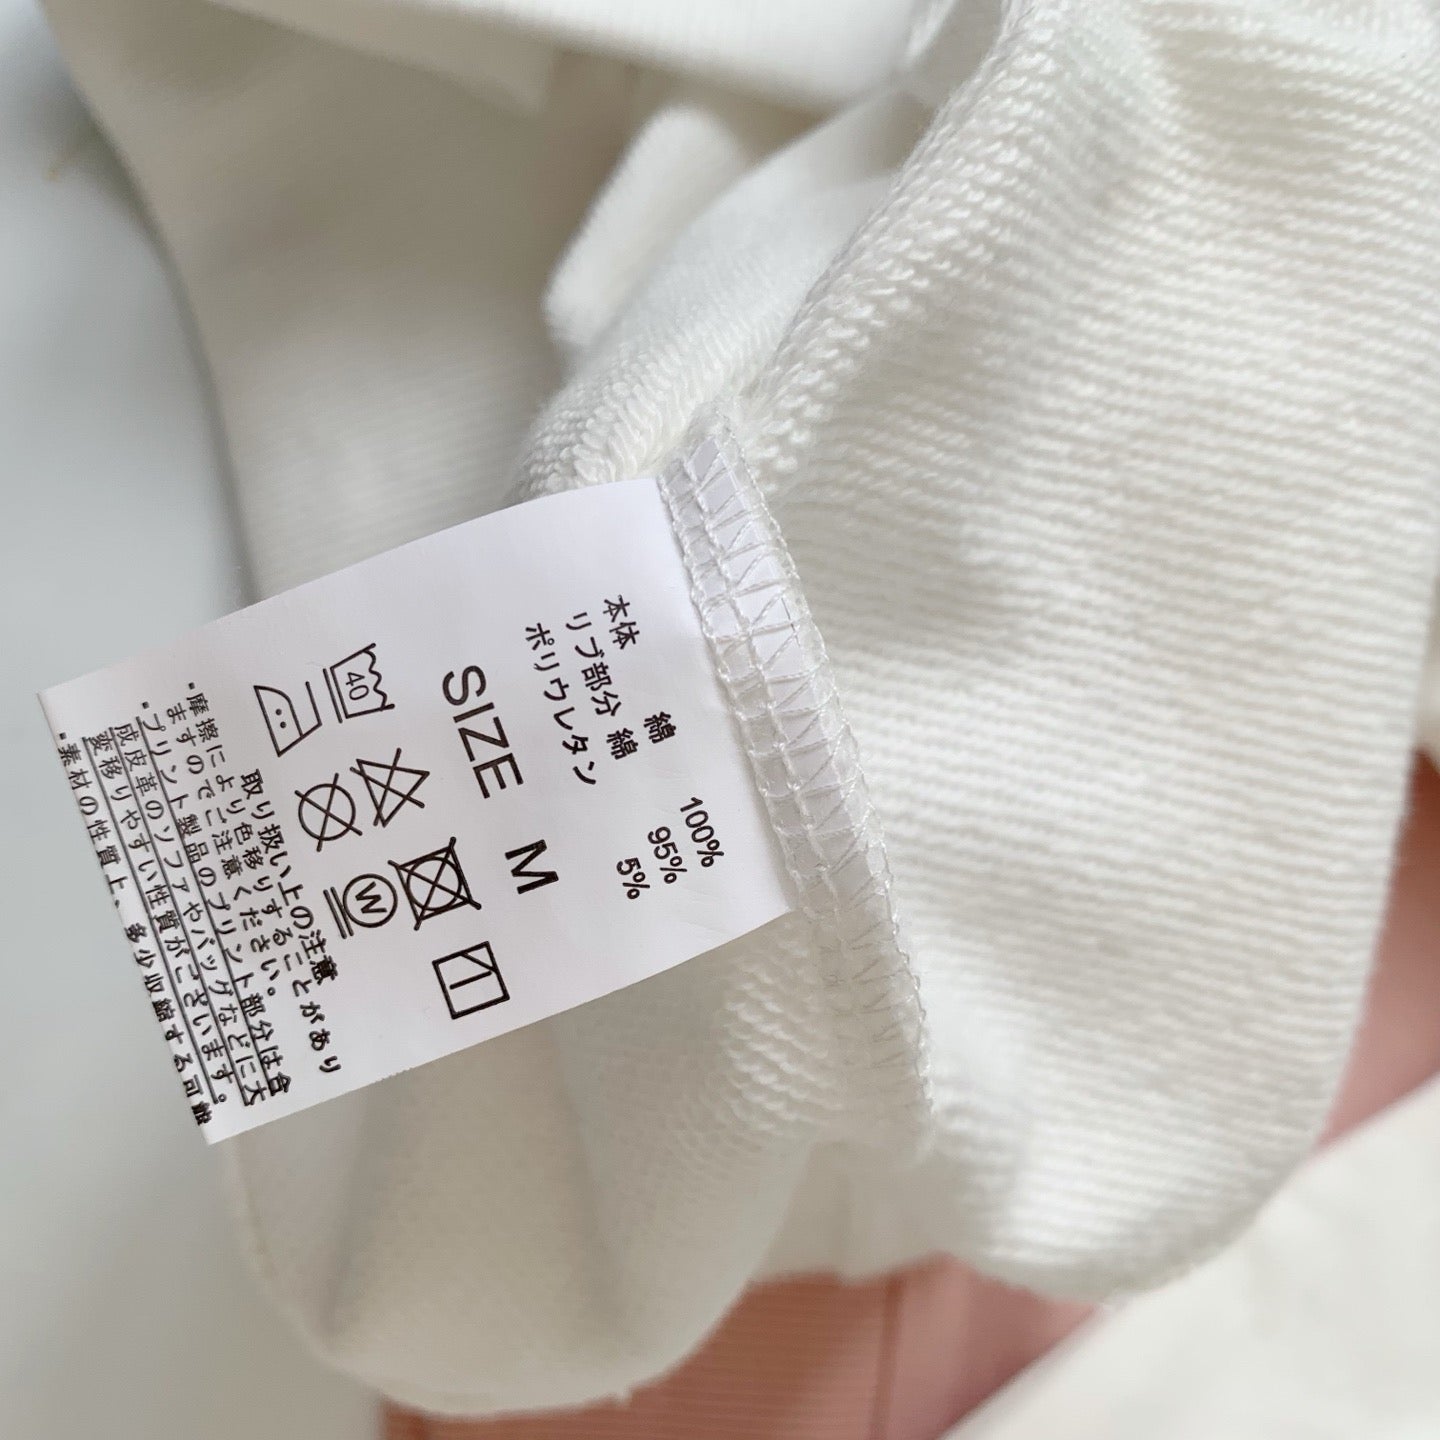 本体 綿 100%
リブ部分 綿 95%
ポリウレタン 5%
SIZE M
40
W
取り扱い上の注意
・摩擦により色移りすることがあり
ますのでご注意ください。
・プリント製品のプリント部分は合
成皮革のソファやバッグなどに大
変移りやすい性質がございます。
・素材の性質上、多少収縮する可能